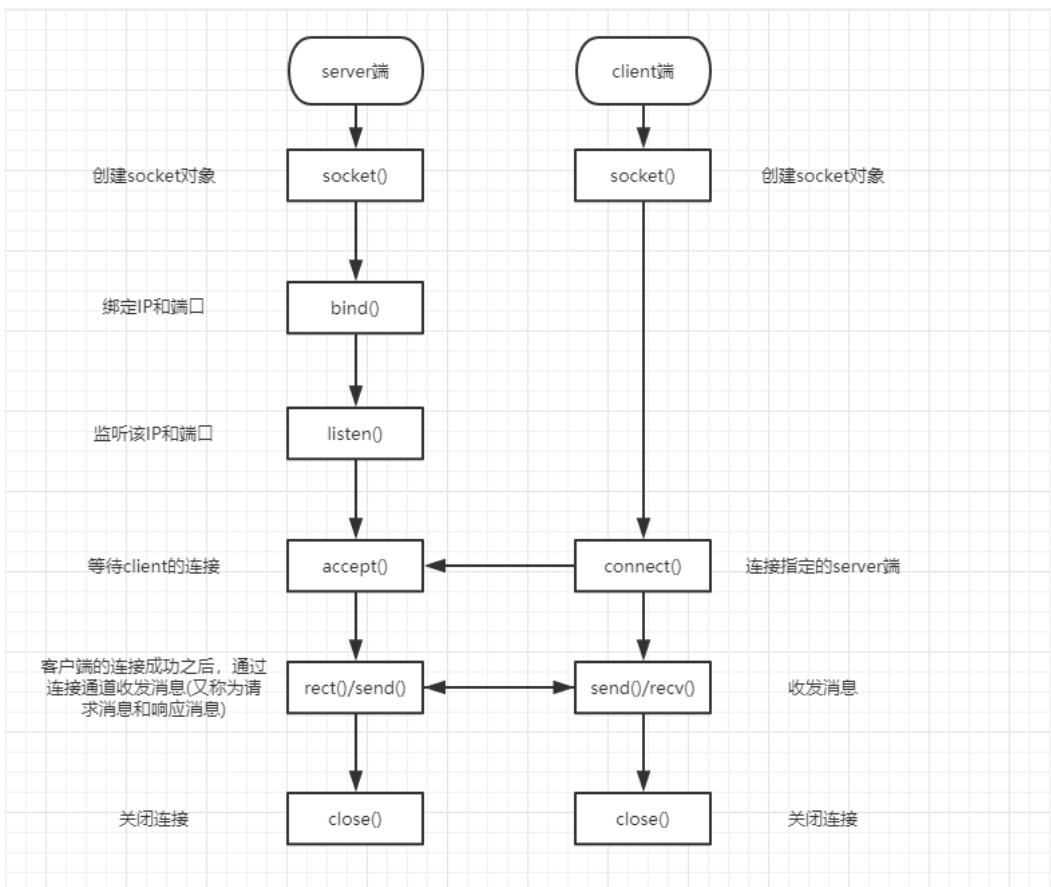 server端
client端
创建socket对象
socket()
socket()
创建socket对象
绑定IP和端口
bind()
监听该IP和端口
listen()
等待client的连接
accept()
connect()
连接指定的server端
客户端的连接成功之后，通过
连接通道收发消息(又称为请
求消息和响应消息)
rect()/send()
send()/recv()
收发消息
关闭连接
close()
close()
关闭连接